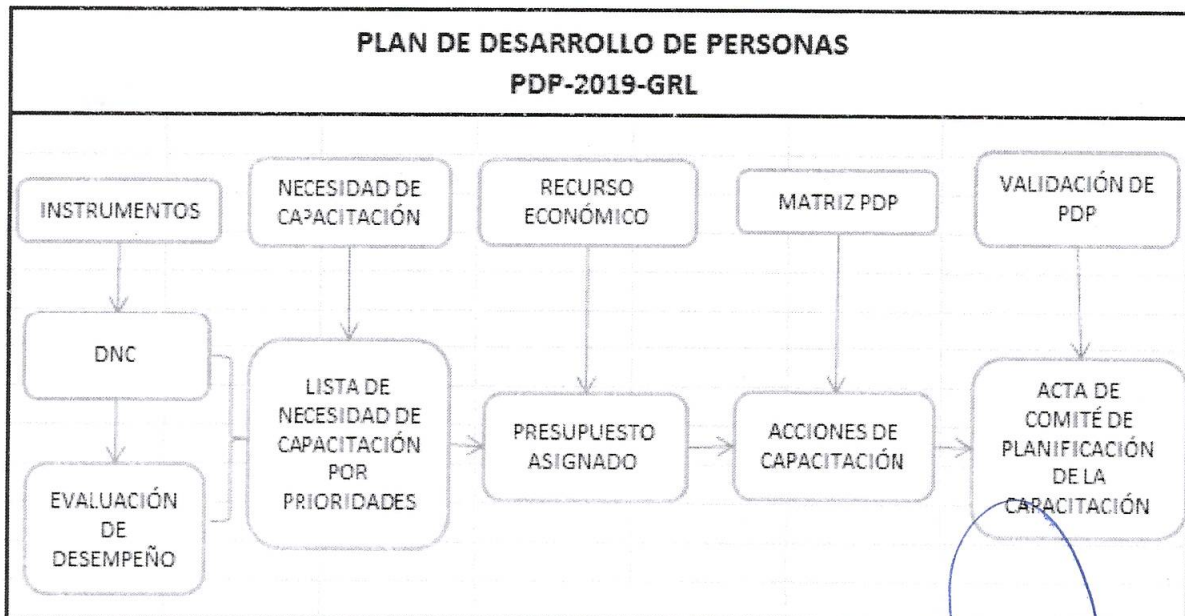 PLAN DE DESARROLLO DE PERSONAS
PDP-2019-GRL
INSTRUMENTOS
NECESIDAD DE
CAPACITACIÓN
RECURSO
ECONÓMICO
MATRIZ PDP
VALIDACIÓN DE
PDP
DNC
EVALUACIÓN
DE
DESEMPEÑO
LISTA DE
NECESIDAD DE
CAPACITACIÓN
POR
PRIORIDADES
PRESUPUESTO
ASIGNADO
ACCIONES DE
CAPACITACIÓN
ACTA DE
COMITÉ DE
PLANIFICACIÓN
DE LA
CAPACITACIÓN